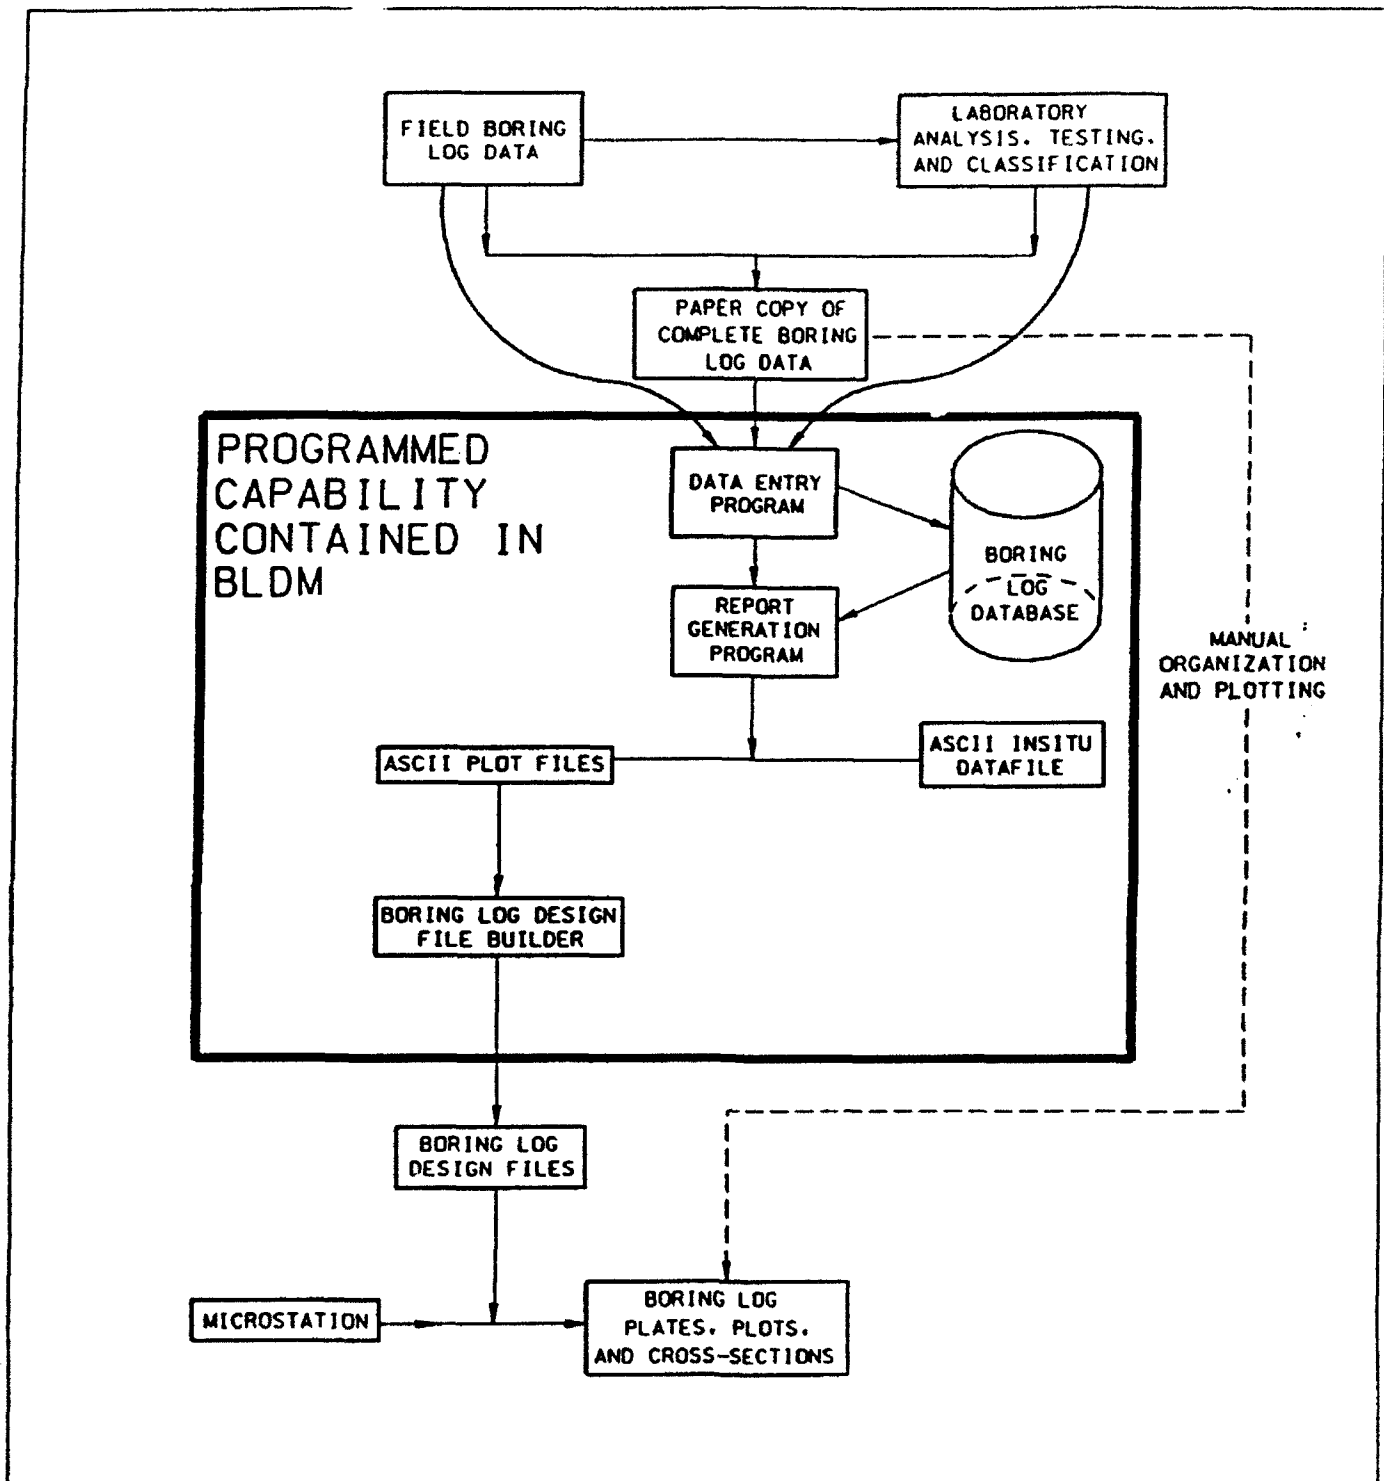 FIELD BORING
LOG DATA
LABORATORY
ANALYSIS, TESTING,
AND CLASSIFICATION
PAPER COPY OF
COMPLETE BORING
LOG DATA
PROGRAMMED
CAPABILITY
CONTAINED IN
BLDM
DATA ENTRY
PROGRAM
BORING
LOG
DATABASE
REPORT
GENERATION
PROGRAM
MANUAL
ORGANIZATION
AND PLOTTING
ASCII PLOT FILES
ASCII INSITU
DATAFILE
BORING LOG DESIGN
FILE BUILDER
BORING LOG
DESIGN FILES
MICROSTATION
BORING LOG
PLATES, PLOTS,
AND CROSS-SECTIONS